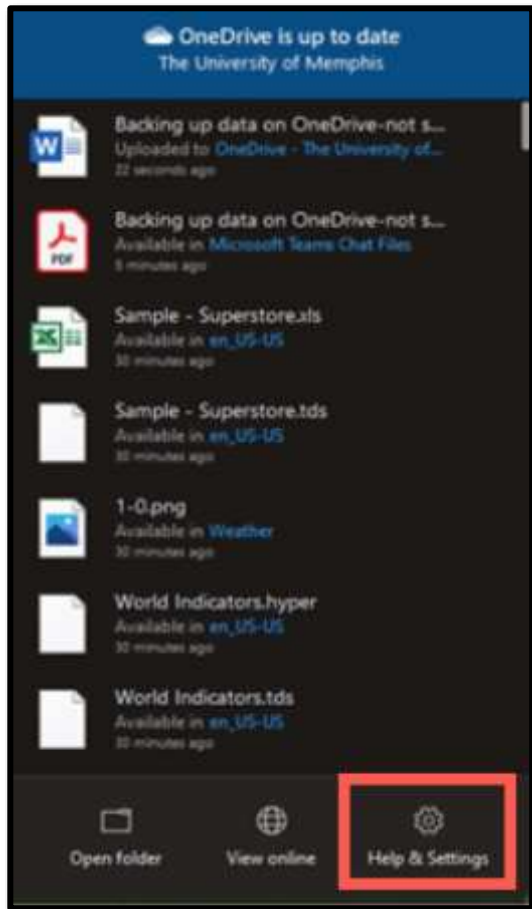 OneDrive is up to date
The University of Memphis
Backing up data on OneDrive-not s...
Uploaded to OneDrive - The University of...
22 seconds ago
Backing up data on OneDrive-not s...
Available in Microsoft Teams Chat Files
5 minutes ago
Sample - Superstore.xls
Available in en_US-US
30 minutes ago
Sample - Superstore.tds
Available in en_US-US
30 minutes ago
1-0.png
Available in Weather
30 minutes ago
World Indicators.hyper
Available in en_US-US
30 minutes ago
World Indicators.tds
Available in en_US-US
30 minutes ago
Open folder
View online
Help & Settings
W
PDF
X